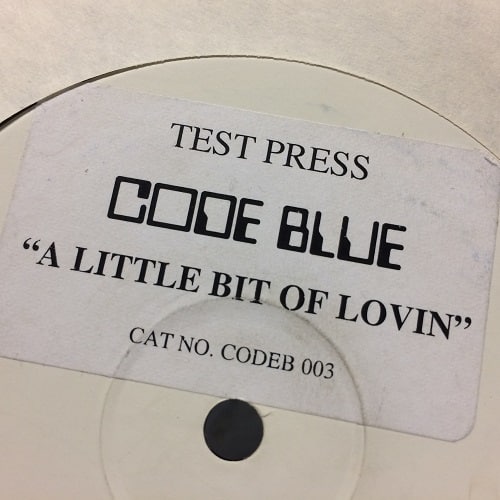 TEST PRESS
CODE BLUE
“A LITTLE BIT OF LOVIN”
CAT NO. CODEB 003